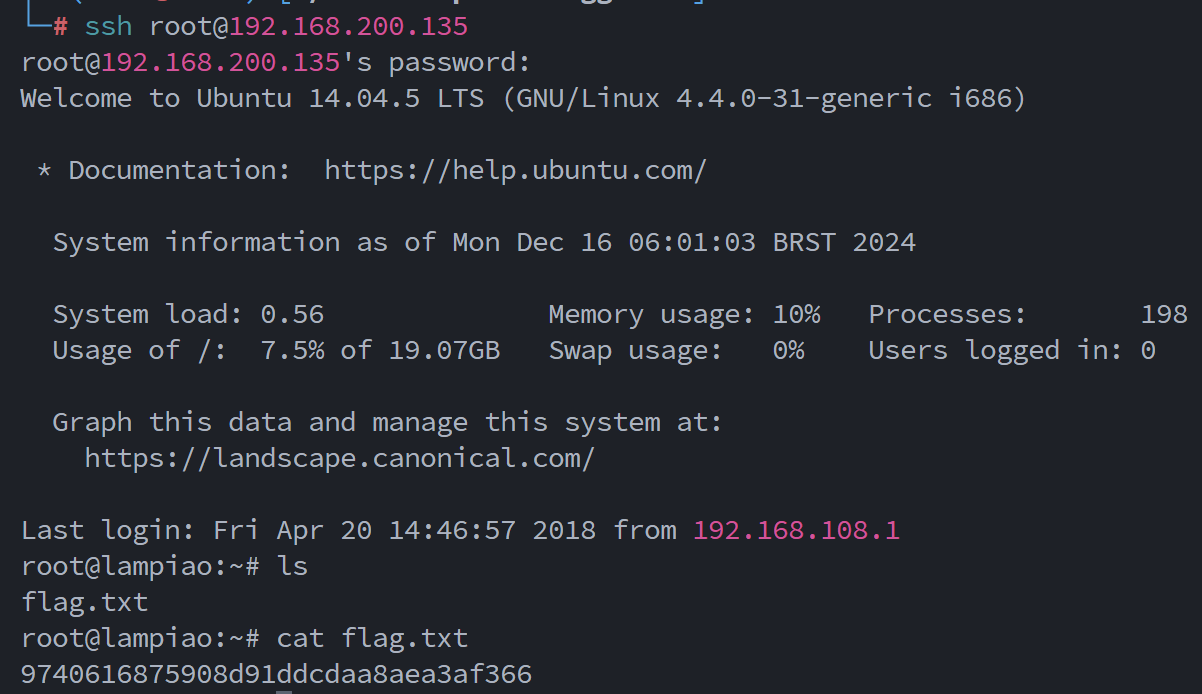 └─# ssh root@192.168.200.135
root@192.168.200.135's password:
Welcome to Ubuntu 14.04.5 LTS (GNU/Linux 4.4.0-31-generic i686)
* Documentation:  https://help.ubuntu.com/
System information as of Mon Dec 16 06:01:03 BRST 2024
System load: 0.56              Memory usage: 10%   Processes:       198
Usage of /:  7.5% of 19.07GB   Swap usage:   0%    Users logged in: 0
Graph this data and manage this system at:
https://landscape.canonical.com/
Last login: Fri Apr 20 14:46:57 2018 from 192.168.108.1
root@lampiao:~# ls
flag.txt
root@lampiao:~# cat flag.txt
9740616875908d91ddcdaa8aea3af366